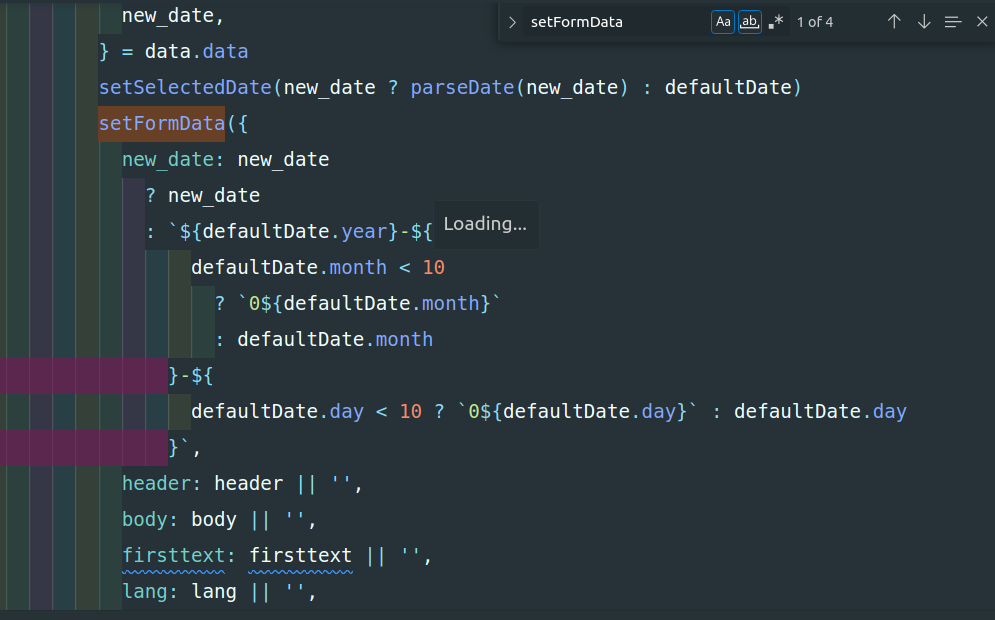 new_date,
setFormData
Aa
ab
.*
1 of 4
} = data.data
setSelectedDate(new_date ? parseDate(new_date) : defaultDate)
setFormData({
new_date: new_date
? new_date
: `${defaultDate.year}-${
Loading...
defaultDate.month < 10
? `0${defaultDate.month}`
: defaultDate.month
}-${
defaultDate.day < 10 ? `0${defaultDate.day}` : defaultDate.day
}`,
header: header || '',
body: body || '',
firsttext: firsttext || '',
lang: lang || '',